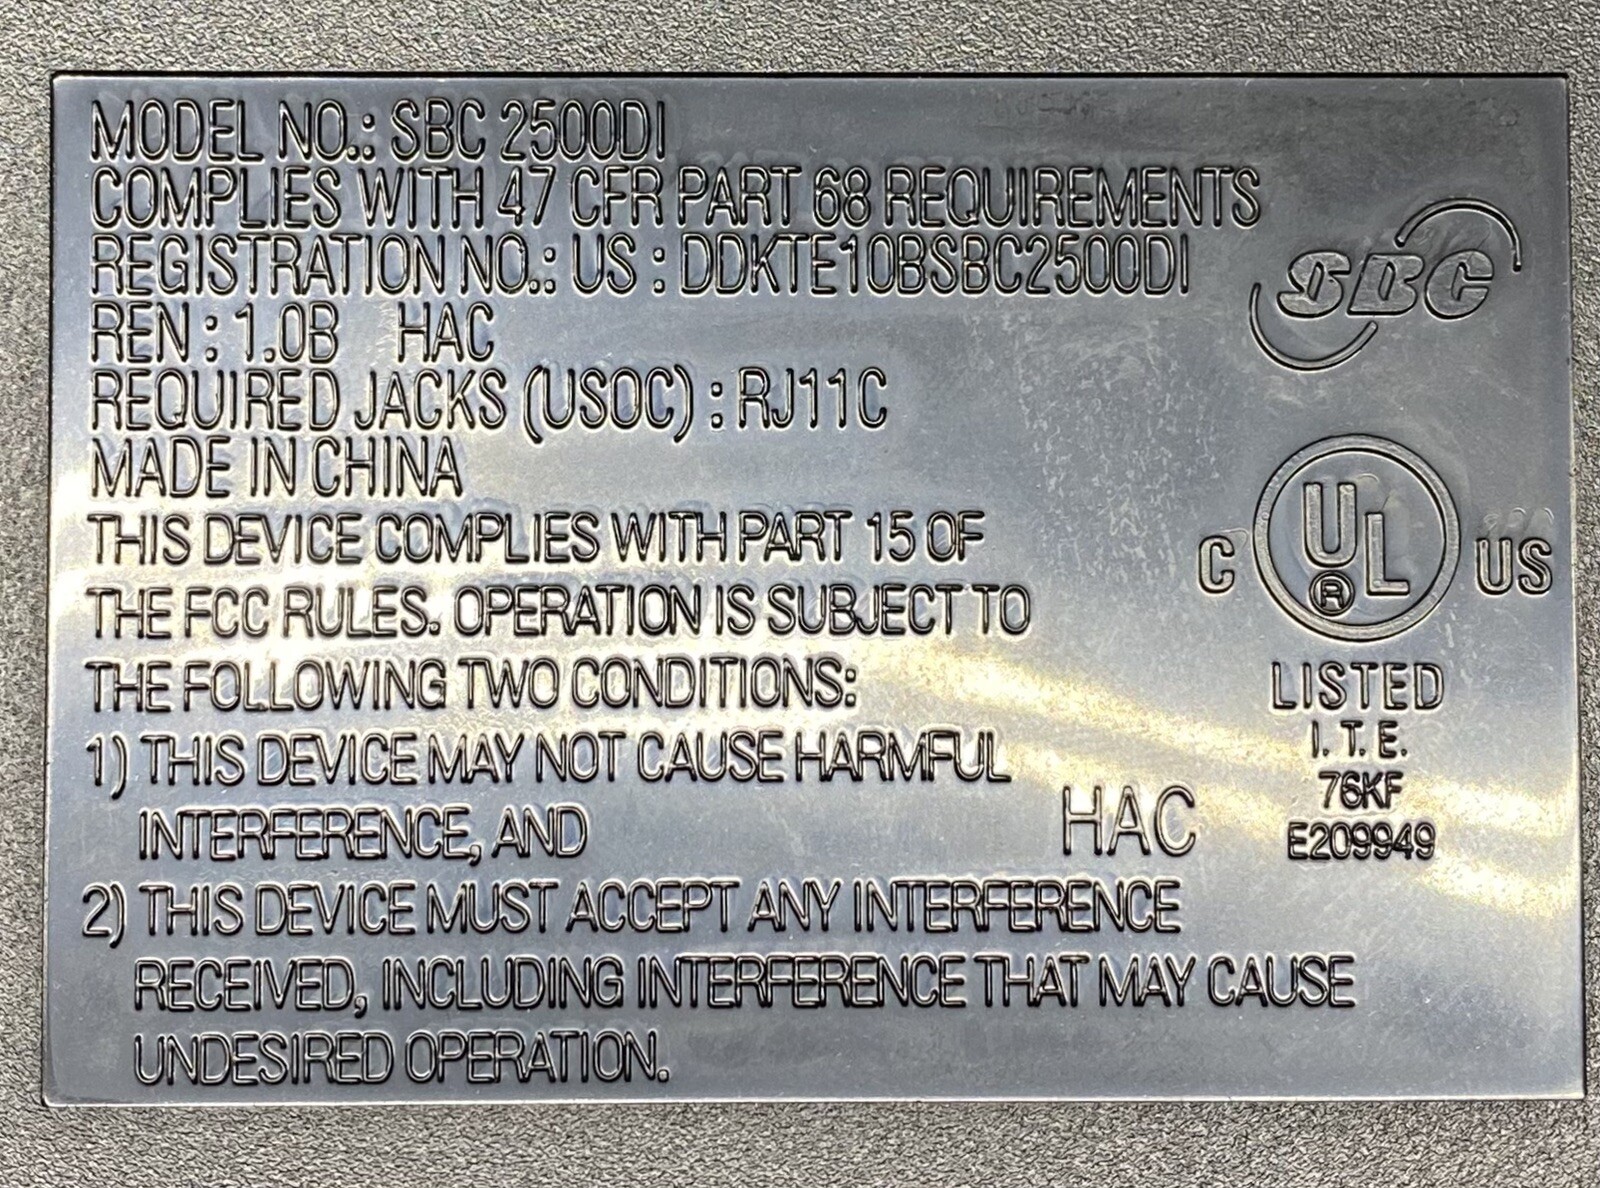 MODEL NO.: SBC 2500DI
COMPLIES WITH 47 CFR PART 68 REQUIREMENTS
REGISTRATION NO.: US : DDKTE10BSBC2500DI
REN : 1.0B HAC
REQUIRED JACKS (USOC) : RJ11C
MADE IN CHINA
SBC
THIS DEVICE COMPLIES WITH PART 15 OF
THE FCC RULES. OPERATION IS SUBJECT TO
THE FOLLOWING TWO CONDITIONS:
1) THIS DEVICE MAY NOT CAUSE HARMFUL
INTERFERENCE, AND
2) THIS DEVICE MUST ACCEPT ANY INTERFERENCE
RECEIVED, INCLUDING INTERFERENCE THAT MAY CAUSE
UNDESIRED OPERATION.
HAC
C UL® US
LISTED
I.T.E.
76KF
E209949